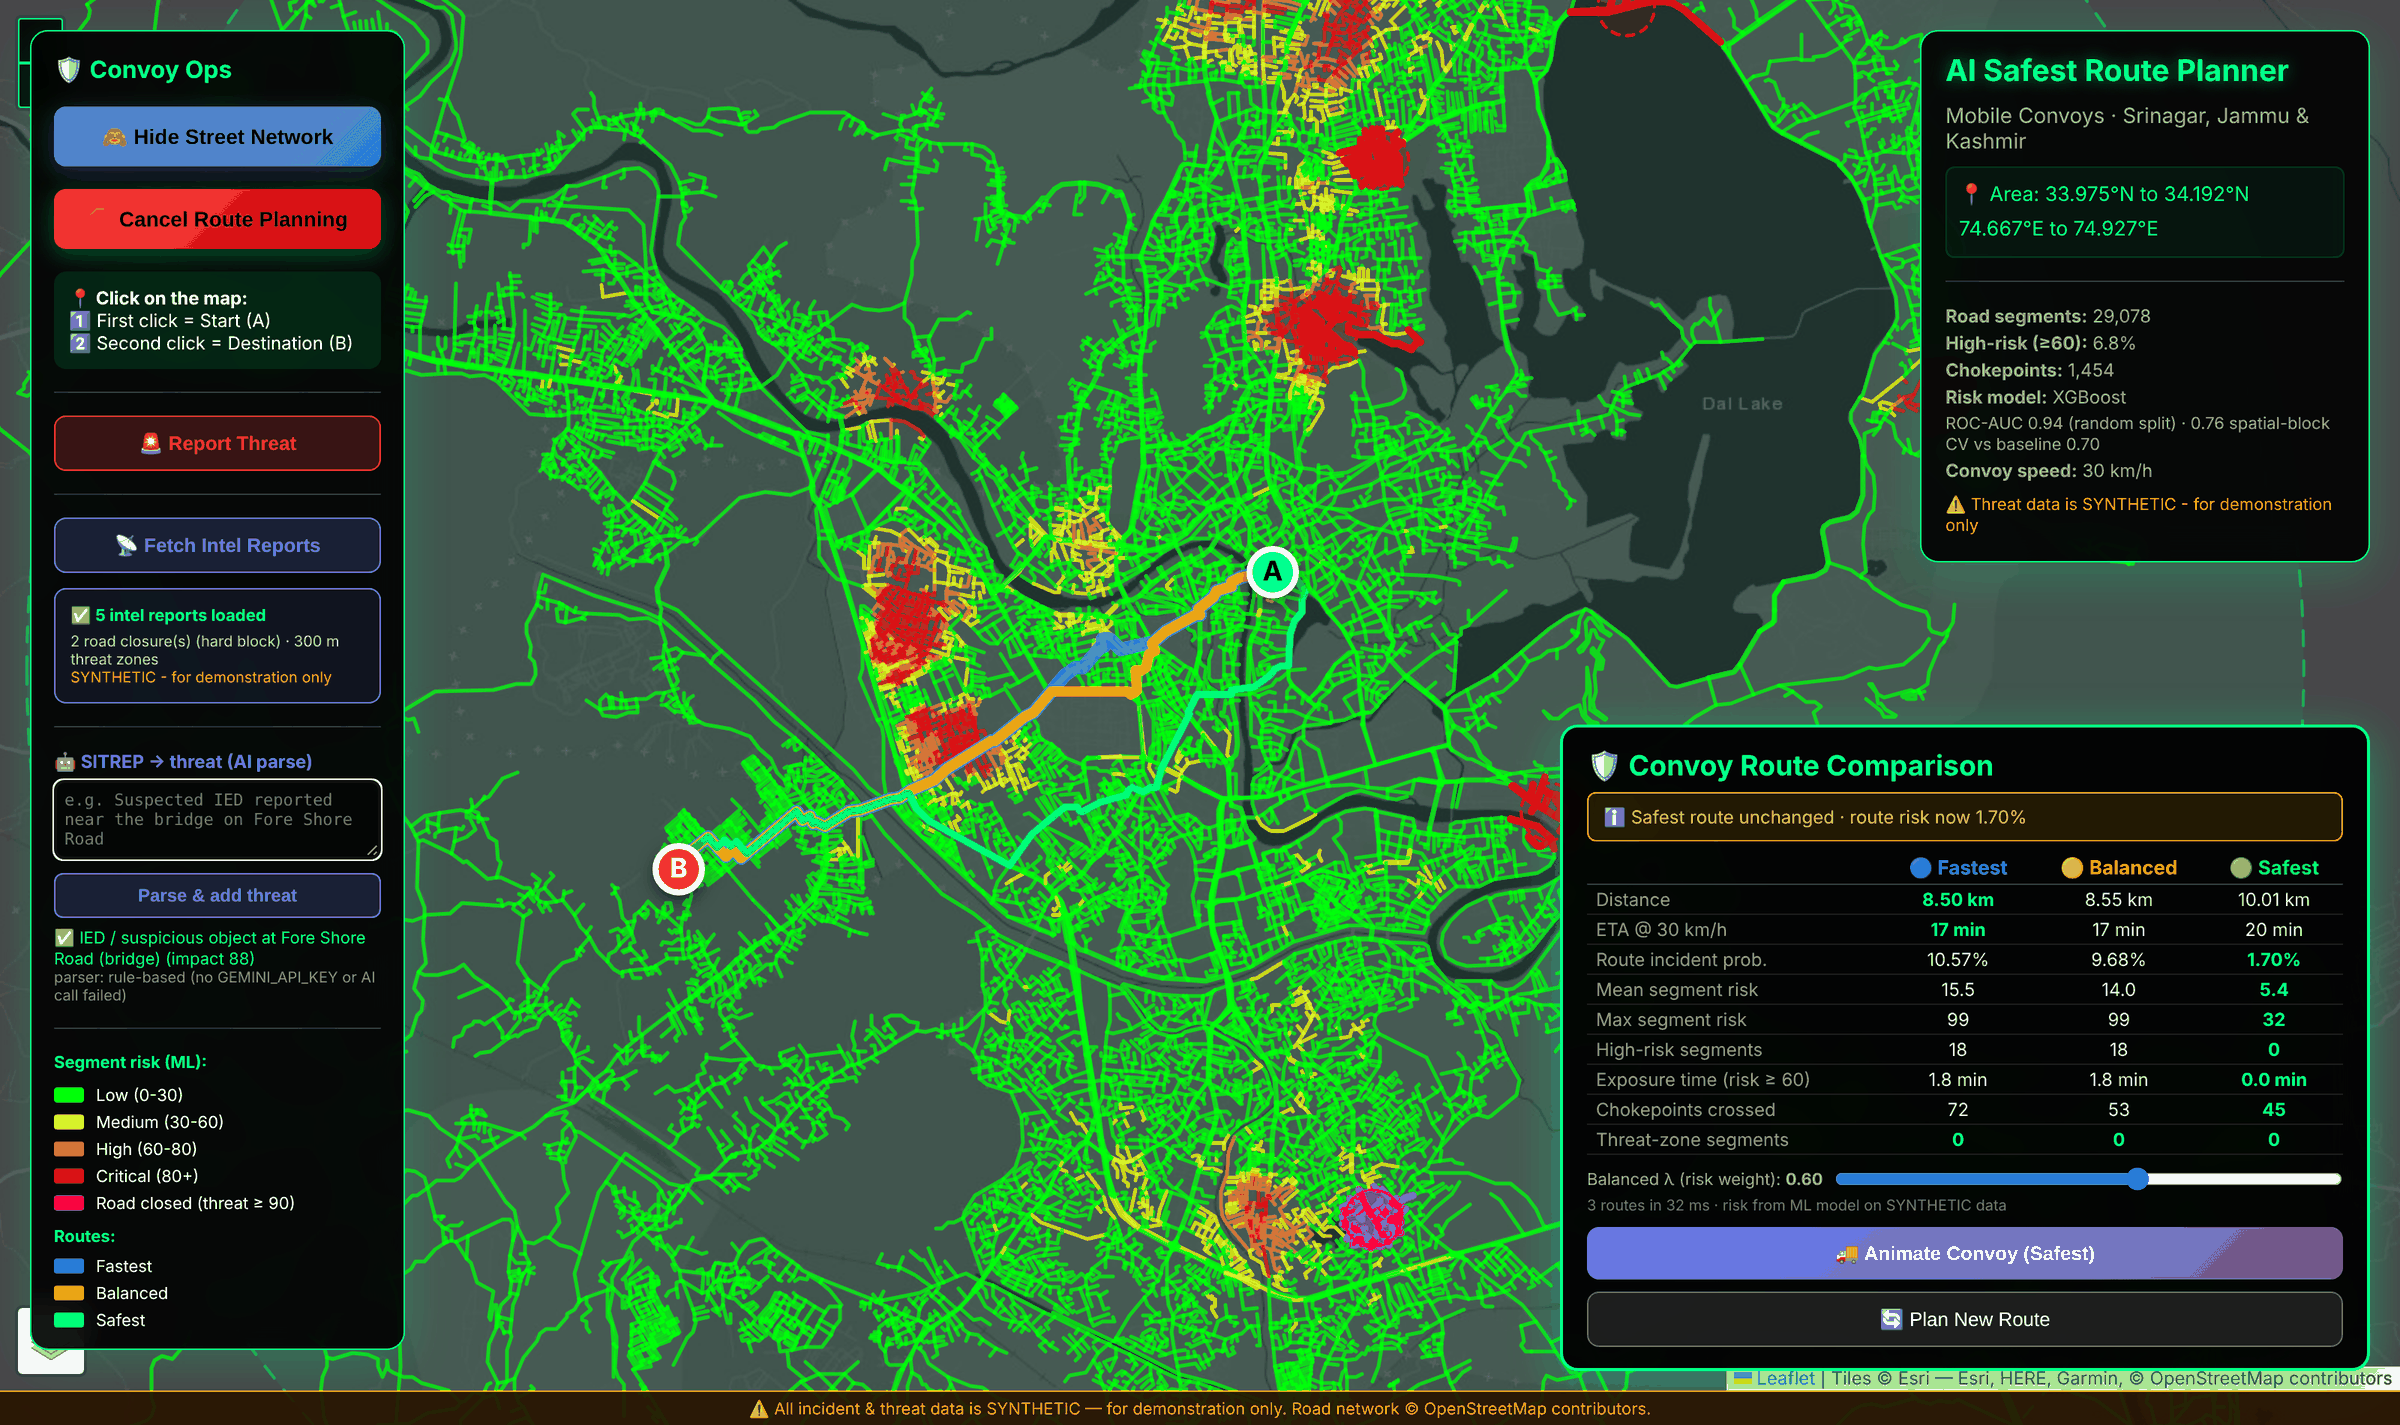 Convoy Ops
Hide Street Network
Cancel Route Planning
Click on the map:
1 First click = Start (A)
2 Second click = Destination (B)
Report Threat
Fetch Intel Reports
5 intel reports loaded
2 road closure(s) (hard block) · 300 m
threat zones
SYNTHETIC - for demonstration only
SITREP → threat (AI parse)
e.g. Suspected IED reported
near the bridge on Fore Shore
Road
Parse & add threat
IED / suspicious object at Fore Shore
Road (bridge) (impact 88)
parser: rule-based (no GEMINI_API_KEY or AI
call failed)
Segment risk (ML):
Low (0-30)
Medium (30-60)
High (60-80)
Critical (80+)
Road closed (threat ≥ 90)
Routes:
Fastest
Balanced
Safest
A
B
Dal Lake
AI Safest Route Planner
Mobile Convoys · Srinagar, Jammu &
Kashmir
Area: 33.975°N to 34.192°N
74.667°E to 74.927°E
Road segments: 29,078
High-risk (≥60): 6.8%
Chokepoints: 1,454
Risk model: XGBoost
ROC-AUC 0.94 (random split) · 0.76 spatial-block
CV vs baseline 0.70
Convoy speed: 30 km/h
Threat data is SYNTHETIC - for demonstration
only
Convoy Route Comparison
Safest route unchanged · route risk now 1.70%
Fastest Balanced Safest
Distance 8.50 km 8.55 km 10.01 km
ETA @ 30 km/h 17 min 17 min 20 min
Route incident prob. 10.57% 9.68% 1.70%
Mean segment risk 15.5 14.0 5.4
Max segment risk 99 99 32
High-risk segments 18 18 0
Exposure time (risk ≥ 60) 1.8 min 1.8 min 0.0 min
Chokepoints crossed 72 53 45
Threat-zone segments 0 0 0
Balanced λ (risk weight): 0.60
3 routes in 32 ms · risk from ML model on SYNTHETIC data
Animate Convoy (Safest)
Plan New Route
Leaflet | Tiles © Esri — Esri, HERE, Garmin, © OpenStreetMap contributors
All incident & threat data is SYNTHETIC — for demonstration only. Road network © OpenStreetMap contributors.